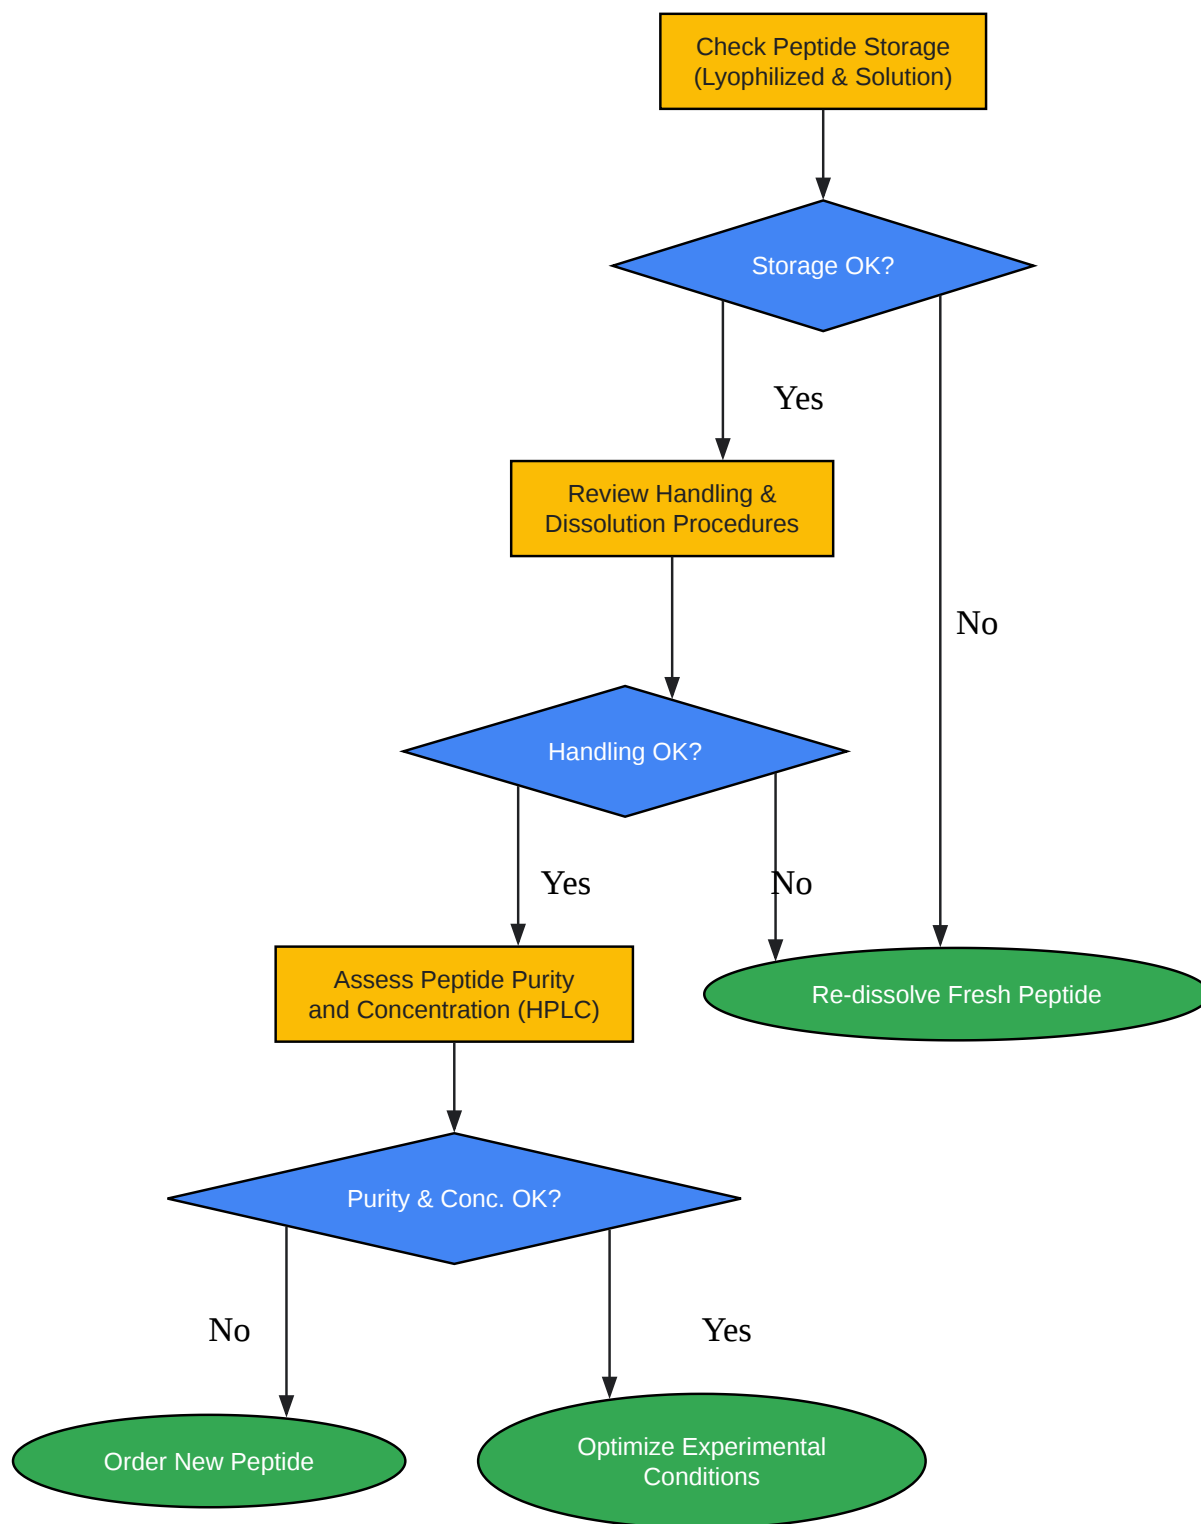 Check Peptide Storage
(Lyophilized & Solution)
Storage OK?
Yes
Review Handling &
Dissolution Procedures
No
Handling OK?
Yes
No
Assess Peptide Purity
and Concentration (HPLC)
Re-dissolve Fresh Peptide
Purity & Conc. OK?
No
Yes
Order New Peptide
Optimize Experimental
Conditions